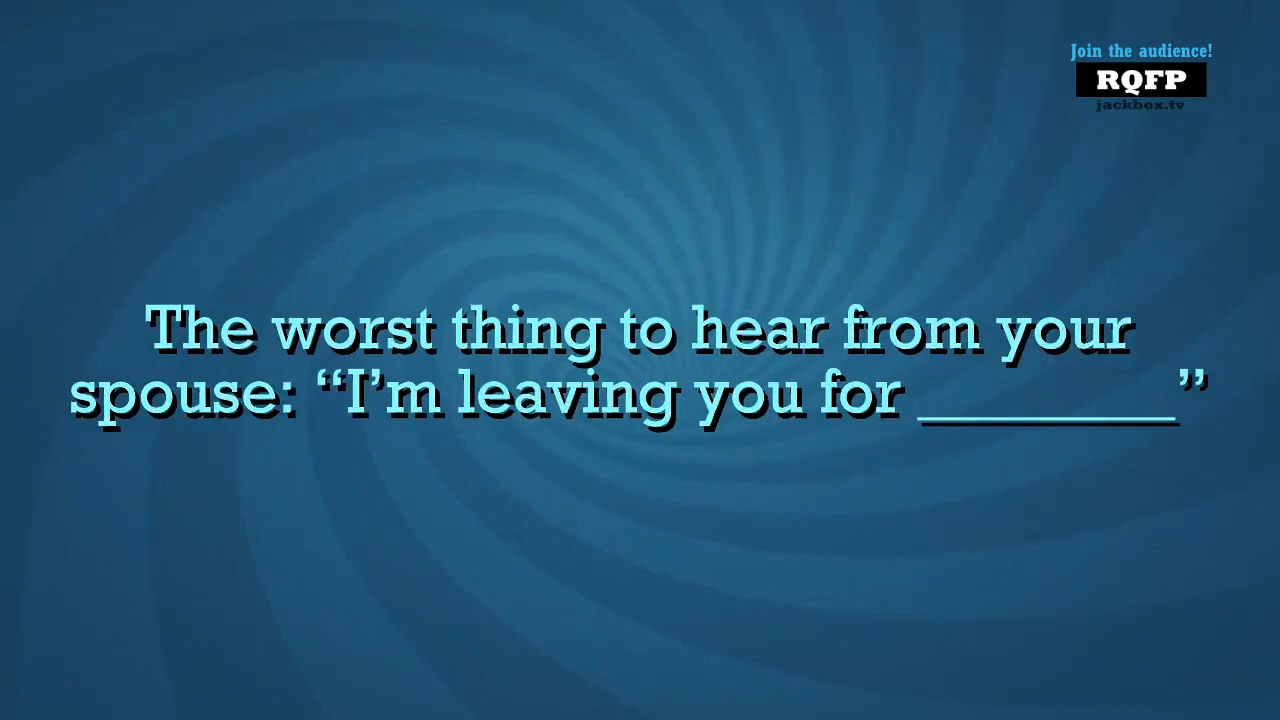 Join the audience!
RQFP
jackbox.tv
The worst thing to hear from your
spouse: “I’m leaving you for ________”